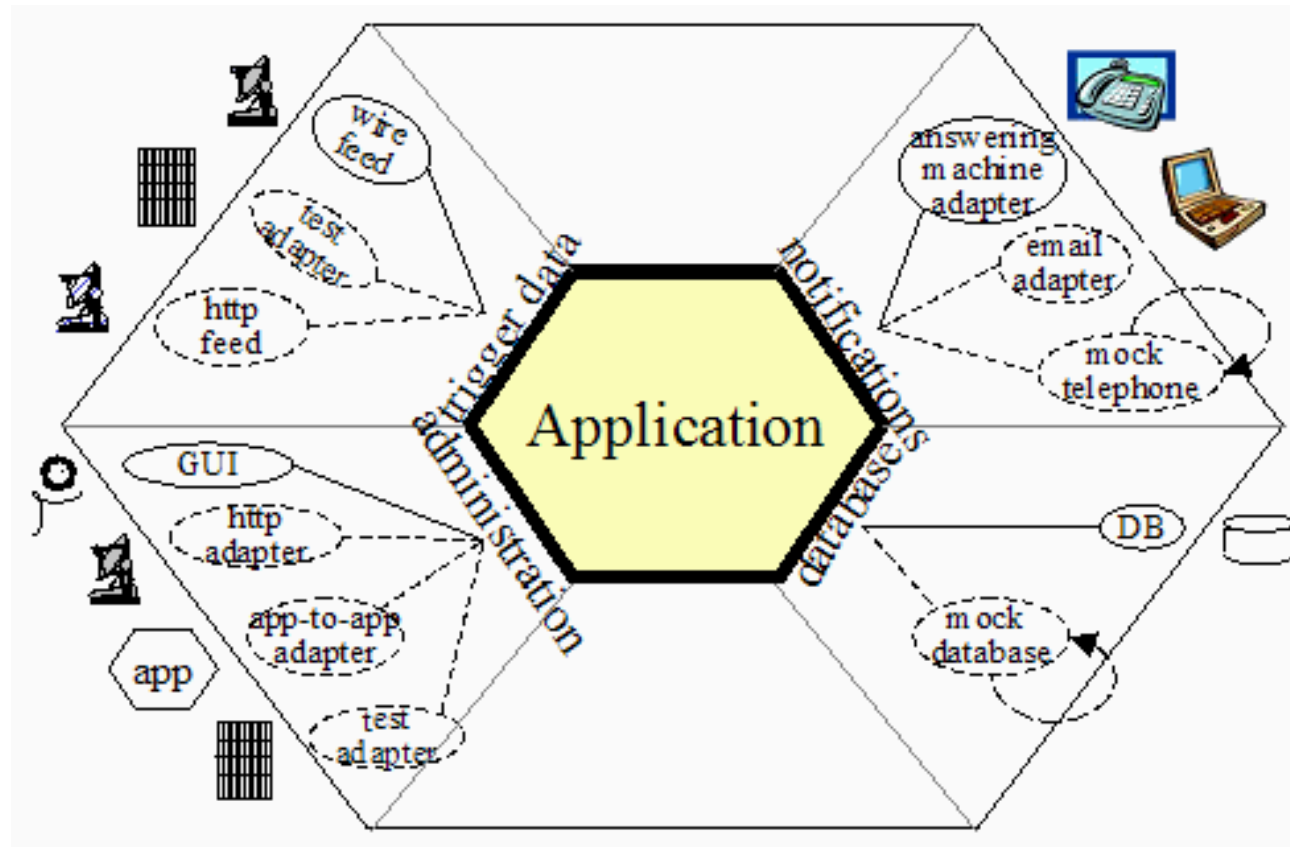 wire
feed
test
adapter
http
feed
trigger data
answering
machine
adapter
email
adapter
mock
telephone
notifications
Application
GUI
http
adapter
app-to-app
adapter
test
adapter
app
administration
databases
DB
mock
database